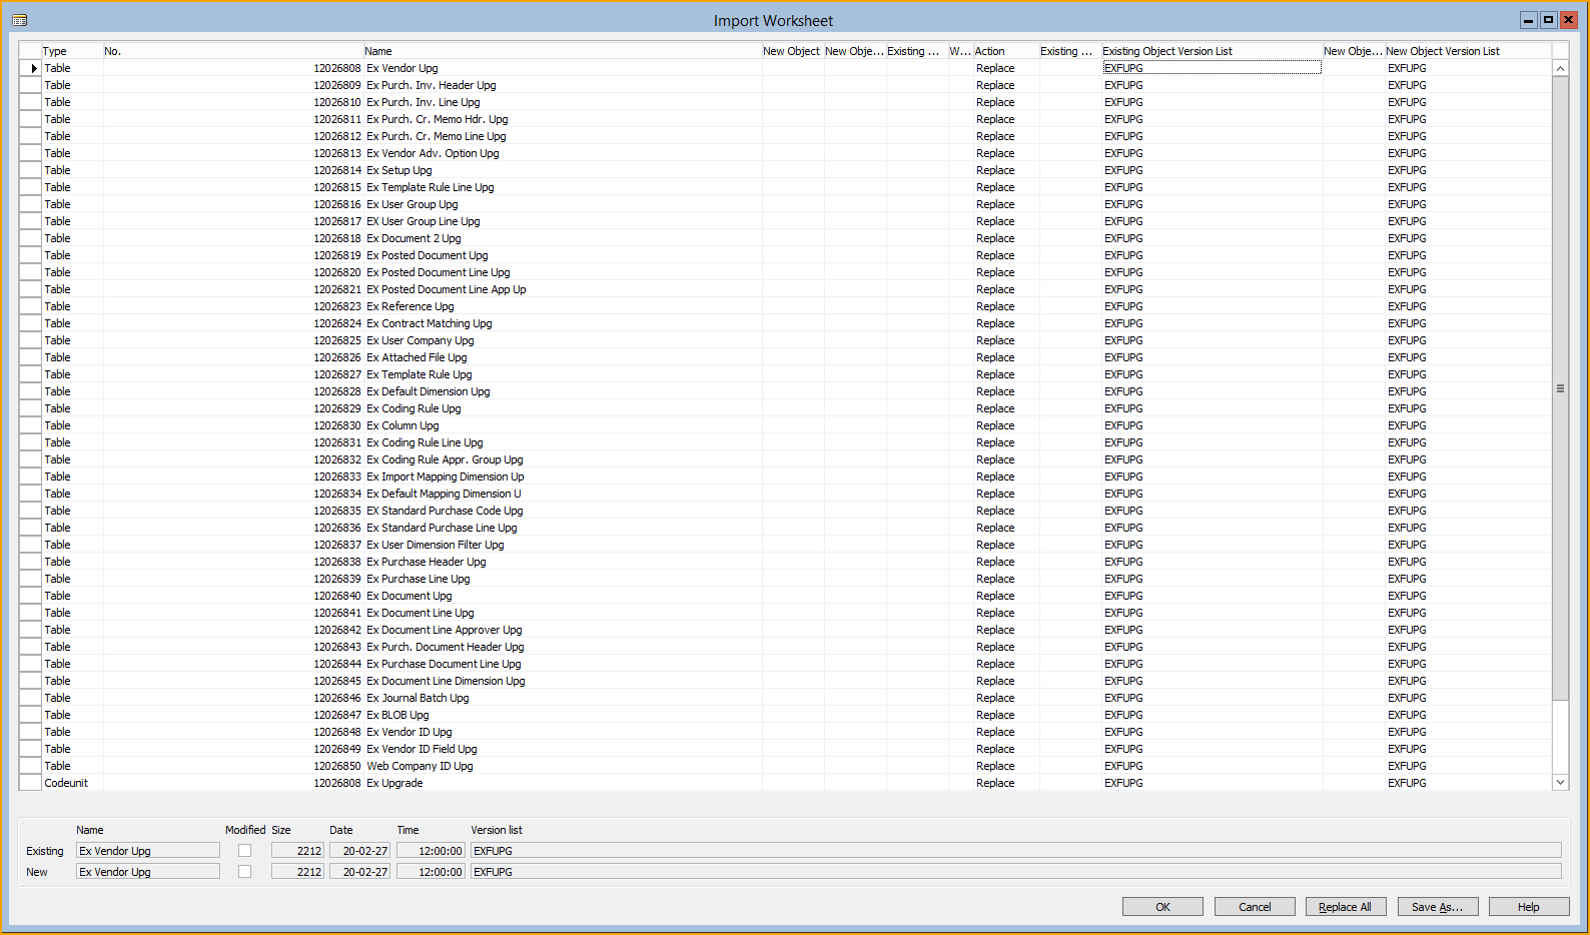 Import Worksheet
Type No. Name New Object New Obje... Existing ... W... Action Existing ... Existing Object Version List New Obje... New Object Version List
Table 12026808 Ex Vendor Upg Replace EXFUPG EXFUPG
Table 12026809 Ex Purch. Inv. Header Upg Replace EXFUPG EXFUPG
Table 12026810 Ex Purch. Inv. Line Upg Replace EXFUPG EXFUPG
Table 12026811 Ex Purch. Cr. Memo Hdr. Upg Replace EXFUPG EXFUPG
Table 12026812 Ex Purch. Cr. Memo Line Upg Replace EXFUPG EXFUPG
Table 12026813 Ex Vendor Adv. Option Upg Replace EXFUPG EXFUPG
Table 12026814 Ex Setup Upg Replace EXFUPG EXFUPG
Table 12026815 Ex Template Rule Line Upg Replace EXFUPG EXFUPG
Table 12026816 Ex User Group Upg Replace EXFUPG EXFUPG
Table 12026817 EX User Group Line Upg Replace EXFUPG EXFUPG
Table 12026818 Ex Document 2 Upg Replace EXFUPG EXFUPG
Table 12026819 Ex Posted Document Upg Replace EXFUPG EXFUPG
Table 12026820 Ex Posted Document Line Upg Replace EXFUPG EXFUPG
Table 12026821 EX Posted Document Line App Up Replace EXFUPG EXFUPG
Table 12026823 Ex Reference Upg Replace EXFUPG EXFUPG
Table 12026824 Ex Contract Matching Upg Replace EXFUPG EXFUPG
Table 12026825 Ex User Company Upg Replace EXFUPG EXFUPG
Table 12026826 Ex Attached File Upg Replace EXFUPG EXFUPG
Table 12026827 Ex Template Rule Upg Replace EXFUPG EXFUPG
Table 12026828 Ex Default Dimension Upg Replace EXFUPG EXFUPG
Table 12026829 Ex Coding Rule Upg Replace EXFUPG EXFUPG
Table 12026830 Ex Column Upg Replace EXFUPG EXFUPG
Table 12026831 Ex Coding Rule Line Upg Replace EXFUPG EXFUPG
Table 12026832 Ex Coding Rule Appr. Group Upg Replace EXFUPG EXFUPG
Table 12026833 Ex Import Mapping Dimension Up Replace EXFUPG EXFUPG
Table 12026834 Ex Default Mapping Dimension U Replace EXFUPG EXFUPG
Table 12026835 EX Standard Purchase Code Upg Replace EXFUPG EXFUPG
Table 12026836 Ex Standard Purchase Line Upg Replace EXFUPG EXFUPG
Table 12026837 Ex User Dimension Filter Upg Replace EXFUPG EXFUPG
Table 12026838 Ex Purchase Header Upg Replace EXFUPG EXFUPG
Table 12026839 Ex Purchase Line Upg Replace EXFUPG EXFUPG
Table 12026840 Ex Document Upg Replace EXFUPG EXFUPG
Table 12026841 Ex Document Line Upg Replace EXFUPG EXFUPG
Table 12026842 Ex Document Line Approver Upg Replace EXFUPG EXFUPG
Table 12026843 Ex Purch. Document Header Upg Replace EXFUPG EXFUPG
Table 12026844 Ex Purchase Document Line Upg Replace EXFUPG EXFUPG
Table 12026845 Ex Document Line Dimension Upg Replace EXFUPG EXFUPG
Table 12026846 Ex Journal Batch Upg Replace EXFUPG EXFUPG
Table 12026847 Ex BLOB Upg Replace EXFUPG EXFUPG
Table 12026848 Ex Vendor ID Upg Replace EXFUPG EXFUPG
Table 12026849 Ex Vendor ID Field Upg Replace EXFUPG EXFUPG
Table 12026850 Web Company ID Upg Replace EXFUPG EXFUPG
Codeunit 12026808 Ex Upgrade Replace EXFUPG EXFUPG
Name Modified Size Date Time Version list
Existing Ex Vendor Upg 2212 20-02-27 12:00:00 EXFUPG
New Ex Vendor Upg 2212 20-02-27 12:00:00 EXFUPG
OK Cancel Replace All Save As... Help